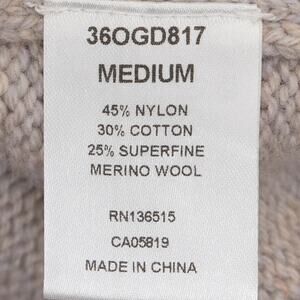 36OGD817
MEDIUM
45% NYLON
30% COTTON
25% SUPERFINE
MERINO WOOL
RN136515
CA05819
MADE IN CHINA